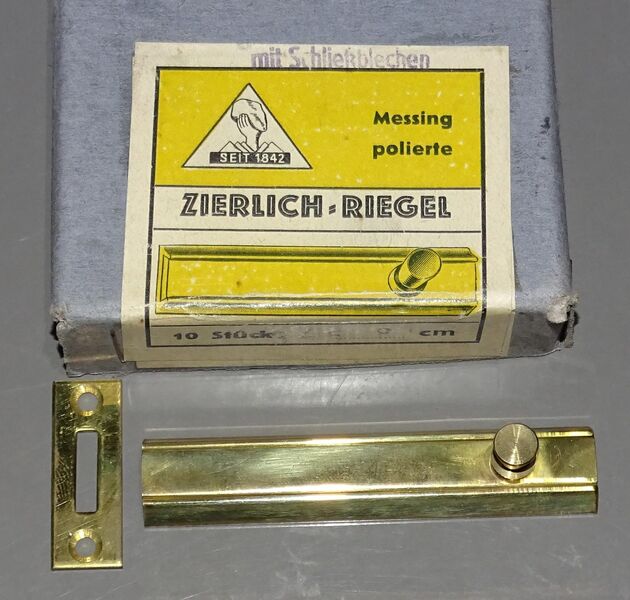 mit Schließblechen
Messing
polierte
SEIT 1842
ZIERLICH-RIEGEL
10 Stück cm